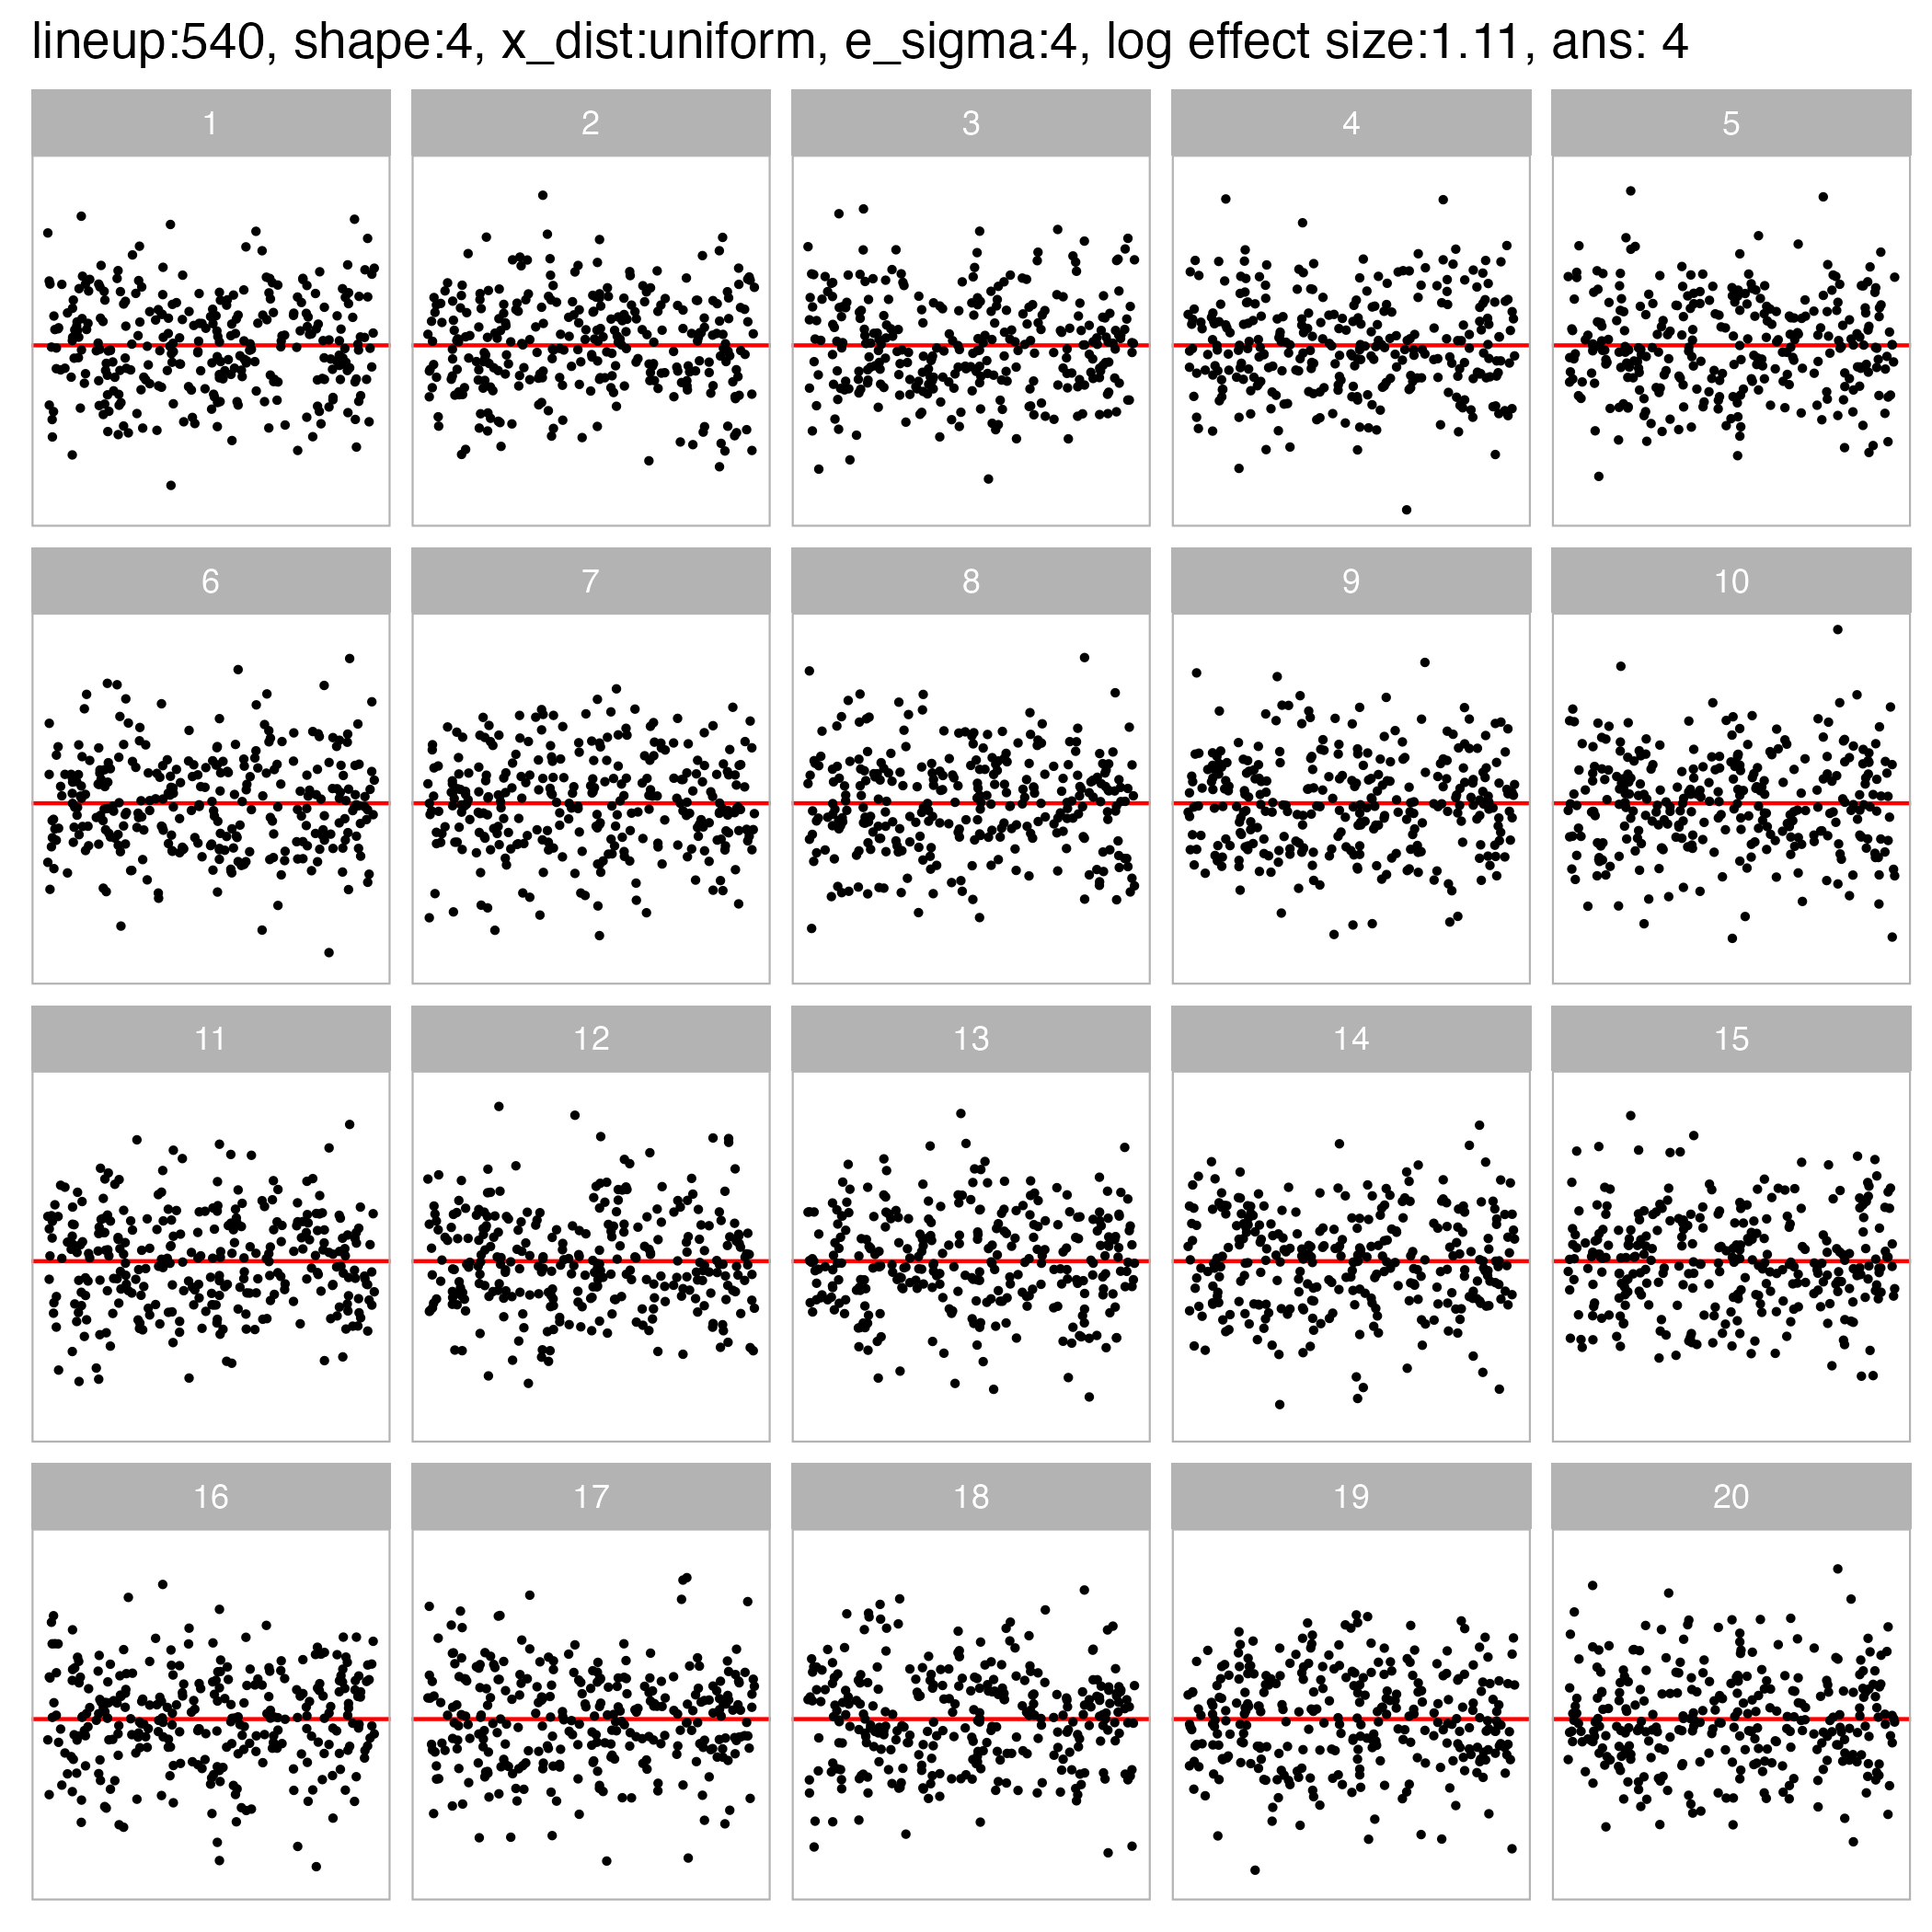 lineup:540, shape:4, x_dist:uniform, e_sigma:4, log effect size:1.11, ans: 4
1 2 3 4 5
6 7 8 9 10
11 12 13 14 15
16 17 18 19 20